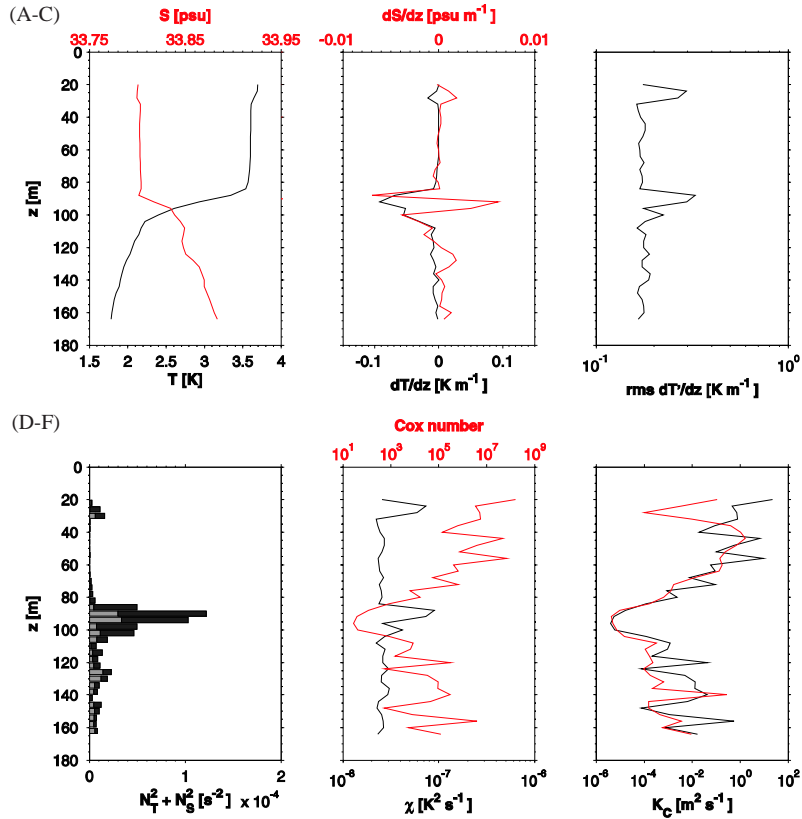 (A-C)
S [psu]
33.75 33.85 33.95
dS/dz [psu m⁻¹]
-0.01 0 0.01
0
20
40
60
80
100
120
140
160
180
z [m]
1.5 2 2.5 3 3.5 4
T [K]
-0.1 0 0.1
dT/dz [K m⁻¹]
10⁻¹ 10⁰
rms dT'/dz [K m⁻¹]
(D-F)
Cox number
10¹ 10³ 10⁵ 10⁷ 10⁹
0
20
40
60
80
100
120
140
160
180
z [m]
0 1 2
N²_T + N²_S [s⁻²] x 10⁻⁴
10⁻⁸ 10⁻⁷ 10⁻⁶
χ [K² s⁻¹]
10⁻⁶ 10⁻⁴ 10⁻² 10⁰ 10²
K_C [m² s⁻¹]